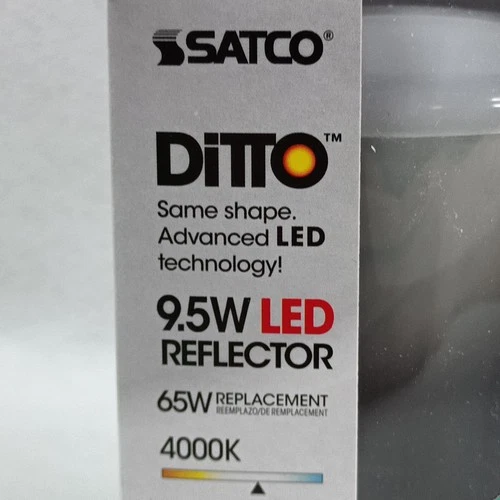 SATCO®
DiTTO™
Same shape.
Advanced LED
technology!
9.5W LED
REFLECTOR
65W REPLACEMENT
REEMPLAZO/DE REMPLACEMENT
4000K